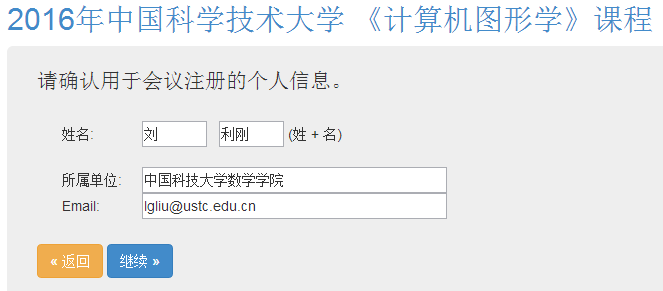 2016年中国科学技术大学 《计算机图形学》课程
请确认用于会议注册的个人信息。
姓名: 刘 利刚 (姓 + 名)
所属单位: 中国科技大学数学学院
Email: lgliu@ustc.edu.cn
« 返回 继续 »